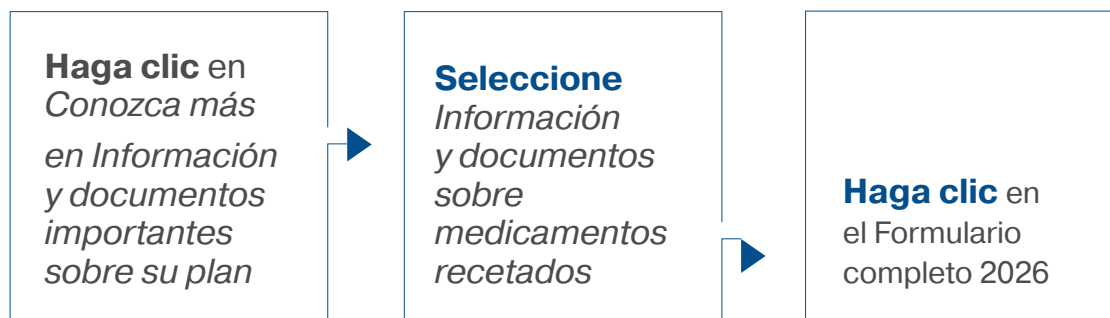 Haga clic en
Conozca más
en Información
y documentos
importantes
sobre su plan
Seleccione
Información
y documentos
sobre
medicamentos
recetados
Haga clic en
el Formulario
completo 2026